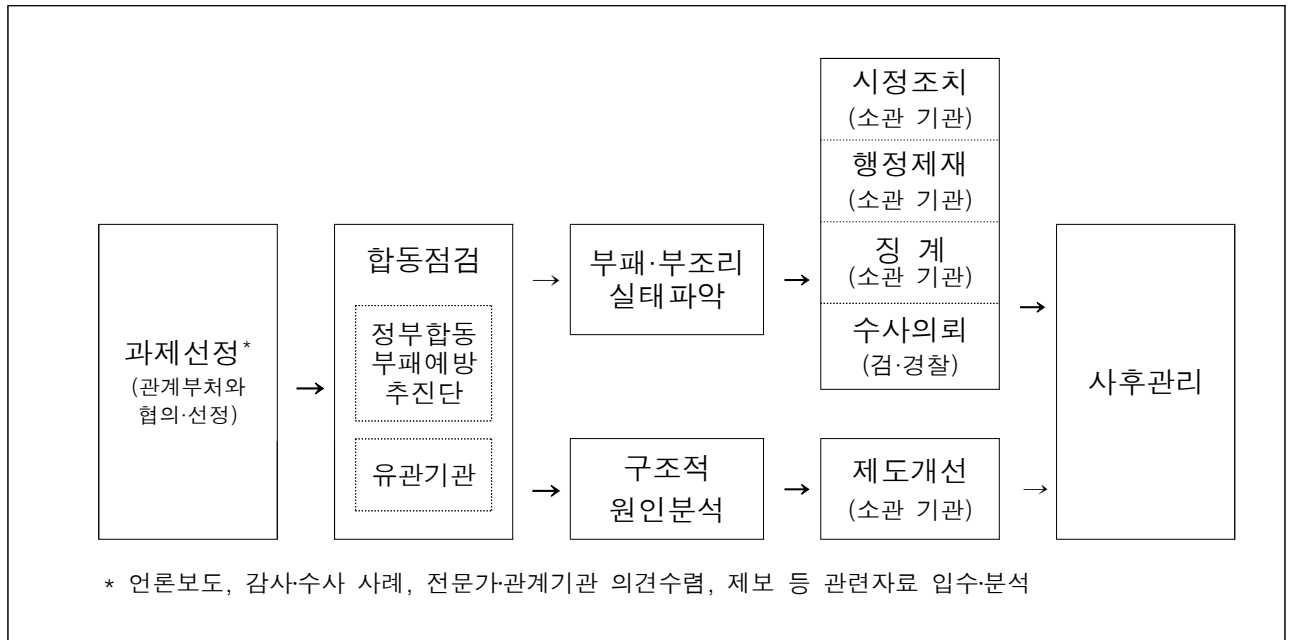 과제선정*
(관계부처와
협의·선정)
→
합동점검
정부합동
부패예방
추진단
유관기관
→
부패·부조리
실태파악
→
시정조치
(소관 기관)
행정제재
(소관 기관)
징 계
(소관 기관)
수사의뢰
(검·경찰)
→
→
구조적
원인분석
→
제도개선
(소관 기관)
→
사후관리
* 언론보도, 감사·수사 사례, 전문가·관계기관 의견수렴, 제보 등 관련자료 입수·분석